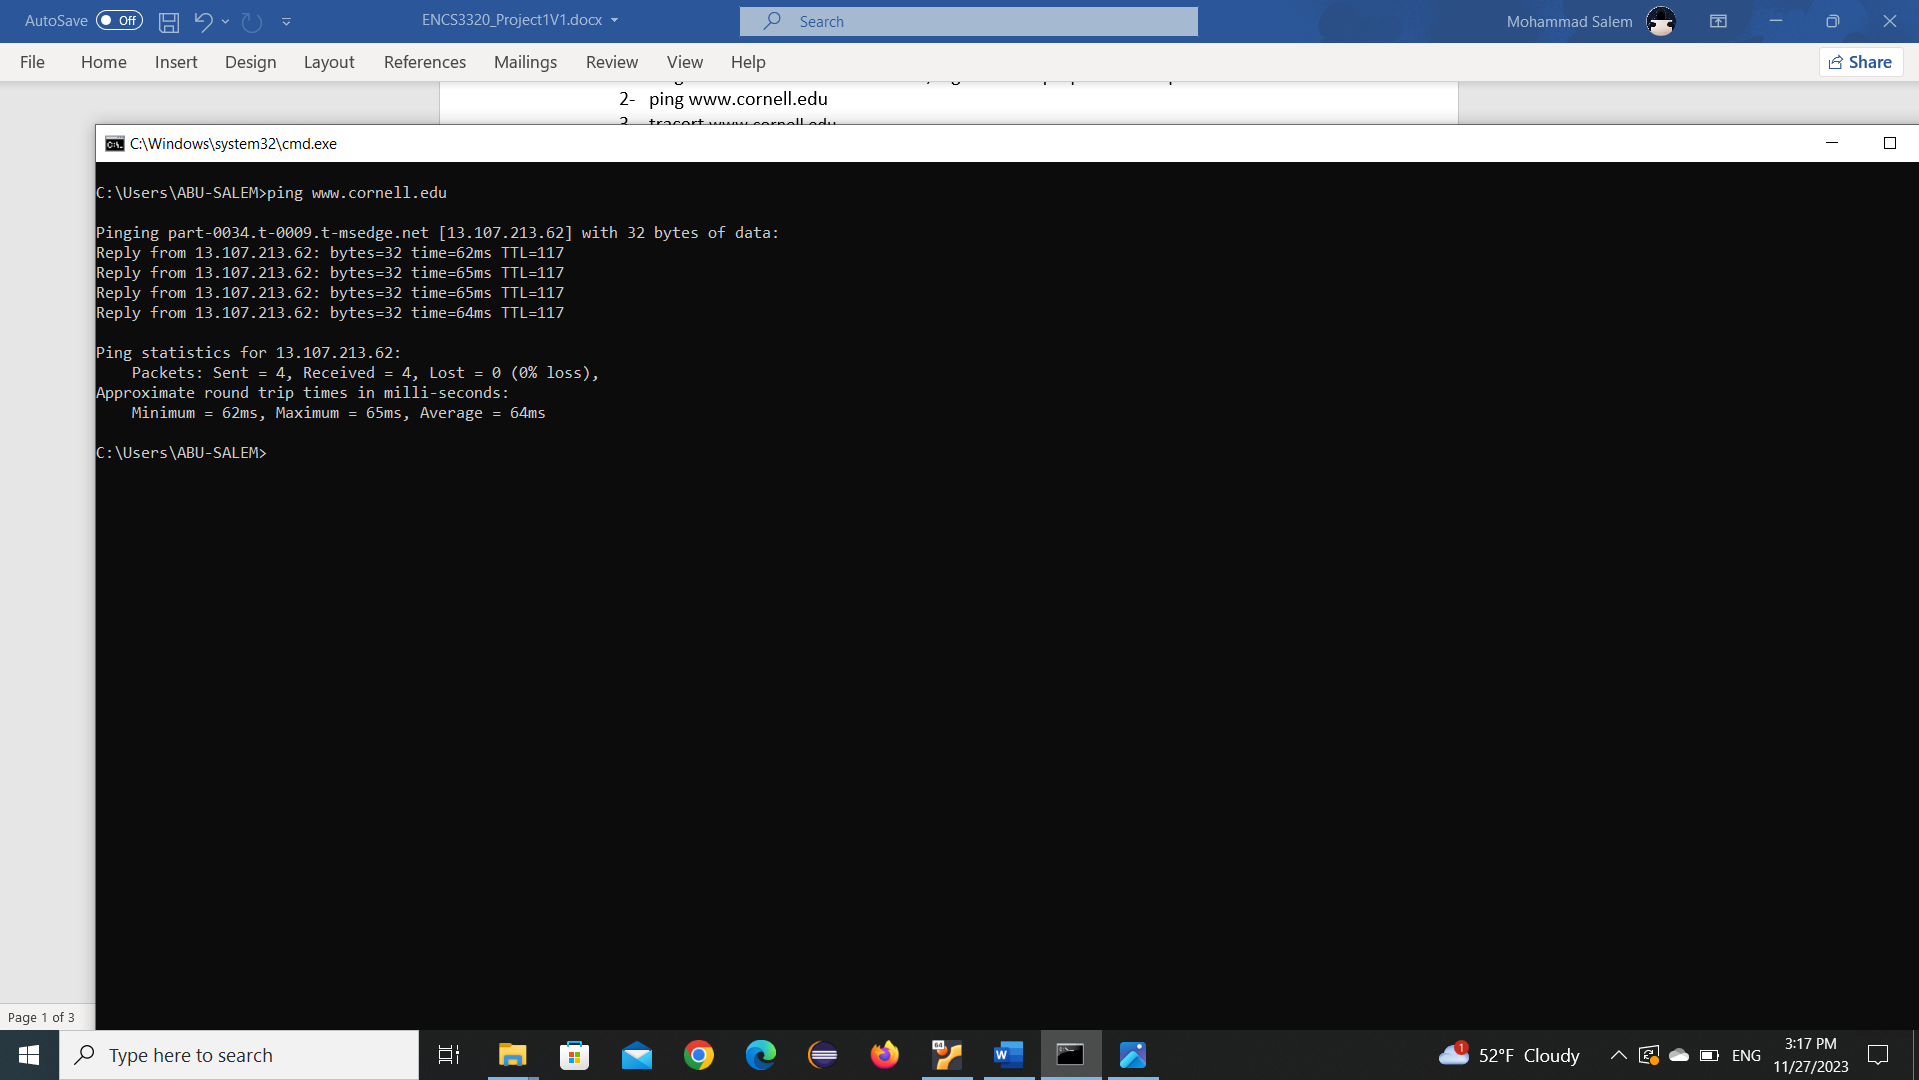 AutoSave Off
ENCS3320_Project1V1.docx
Search
Mohammad Salem
File Home Insert Design Layout References Mailings Review View Help
Share
2- ping www.cornell.edu
3- tracert www.cornell.edu
C:\Windows\system32\cmd.exe
C:\Users\ABU-SALEM>ping www.cornell.edu
Pinging part-0034.t-0009.t-msedge.net [13.107.213.62] with 32 bytes of data:
Reply from 13.107.213.62: bytes=32 time=62ms TTL=117
Reply from 13.107.213.62: bytes=32 time=65ms TTL=117
Reply from 13.107.213.62: bytes=32 time=65ms TTL=117
Reply from 13.107.213.62: bytes=32 time=64ms TTL=117
Ping statistics for 13.107.213.62:
Packets: Sent = 4, Received = 4, Lost = 0 (0% loss),
Approximate round trip times in milli-seconds:
Minimum = 62ms, Maximum = 65ms, Average = 64ms
C:\Users\ABU-SALEM>
Page 1 of 3
Type here to search
64
1
52°F Cloudy
ENG
3:17 PM
11/27/2023